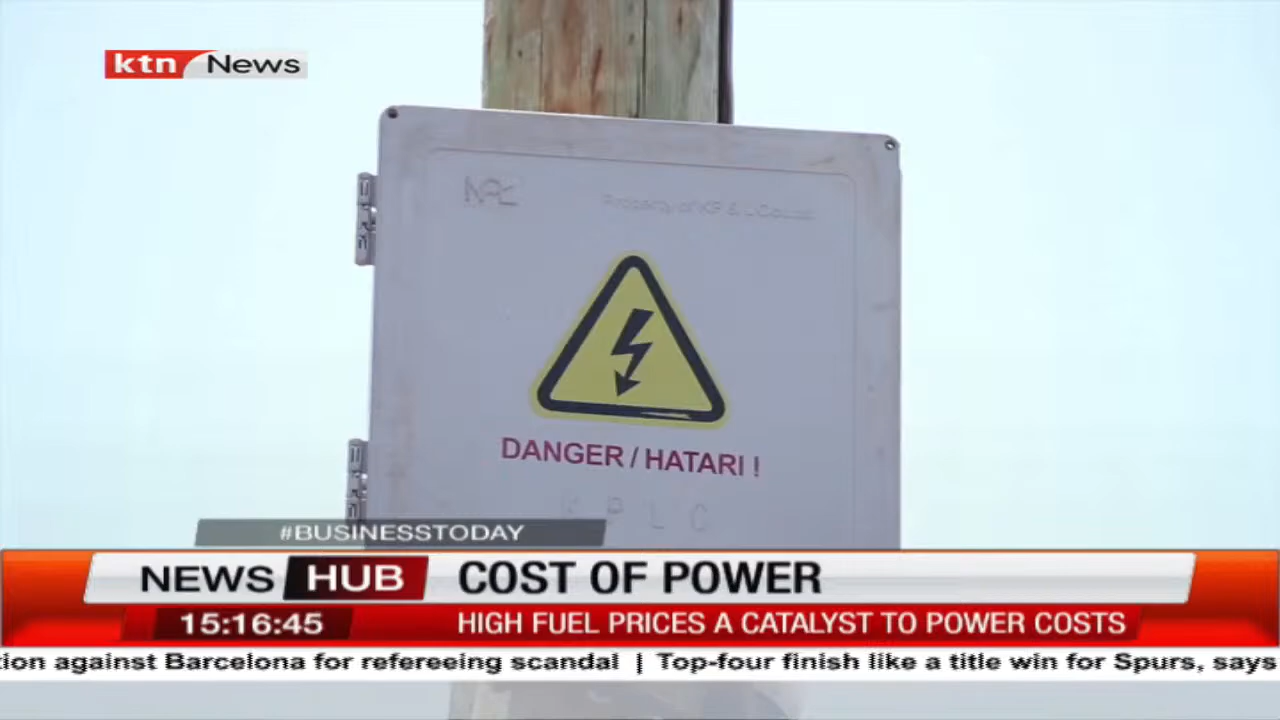 ktn News
DANGER / HATARI !
K P L C
#BUSINESSTODAY
NEWS HUB COST OF POWER
15:16:45 HIGH FUEL PRICES A CATALYST TO POWER COSTS
tion against Barcelona for refereeing scandal | Top-four finish like a title win for Spurs, says